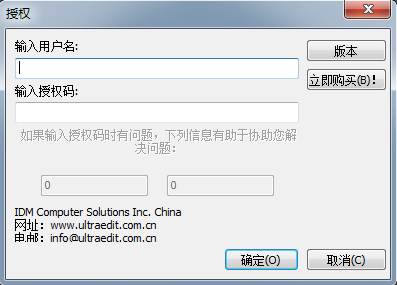 授权
输入用户名:
版本
立即购买(B)!
输入授权码:
如果输入授权码时有问题，下列信息有助于协助您解
决问题：
0
0
IDM Computer Solutions Inc. China
网址: www.ultraedit.com.cn
电邮: info@ultraedit.com.cn
确定(O)
取消(C)